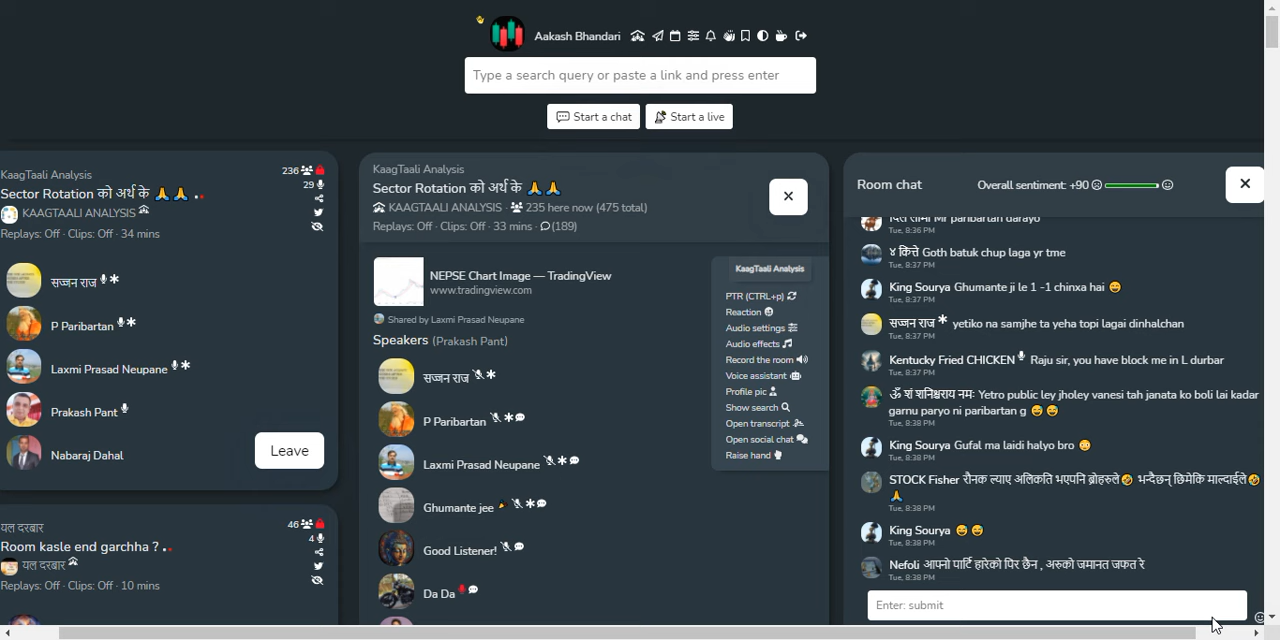 Aakash Bhandari
Type a search query or paste a link and press enter
Start a chat
Start a live
KaagTaali Analysis
236
Sector Rotation को अर्थ के 🙏 🙏
29
KAAGTAALI ANALYSIS
Replays: Off · Clips: Off · 34 mins
सज्जन राज
P Paribartan
Laxmi Prasad Neupane
Prakash Pant
Nabaraj Dahal
Leave
यल दरबार
46
Room kasle end garchha ?
4
यल दरबार
Replays: Off · Clips: Off · 10 mins
KaagTaali Analysis
Sector Rotation को अर्थ के 🙏 🙏
KAAGTAALI ANALYSIS · 235 here now (475 total)
Replays: Off · Clips: Off · 33 mins · (189)
NEPSE Chart Image — TradingView
www.tradingview.com
Shared by Laxmi Prasad Neupane
Speakers (Prakash Pant)
सज्जन राज
P Paribartan
Laxmi Prasad Neupane
Ghumante jee
Good Listener!
Da Da
KaagTaali Analysis
PTR (CTRL+p)
Reaction
Audio settings
Audio effects
Record the room
Voice assistant
Profile pic
Show search
Open transcript
Open social chat
Raise hand
Room chat
Overall sentiment: +90
Mr paribartan darayo
Tue, 8:36 PM
४ कित्ते Goth batuk chup laga yr tme
Tue, 8:37 PM
King Sourya Ghumante ji le 1 -1 chinxa hai 😄
Tue, 8:37 PM
सज्जन राज * yetiko na samjhe ta yeha topi lagai dinhalchan
Tue, 8:37 PM
Kentucky Fried CHICKEN Raju sir, you have block me in L durbar
Tue, 8:37 PM
ॐ शं शनिश्चराय नमः Yetro public ley jholey vanesi tah janata ko boli lai kadar
garnu paryo ni paribartan g 😄 😄
Tue, 8:38 PM
King Sourya Gufal ma laidi halyo bro 😳
Tue, 8:38 PM
STOCK Fisher रौनक ल्याए अलिकति भएपनि ब्रोहरुले🤣 भन्दैछन् छिमेकि माल्दाईले🤣
🙏
Tue, 8:38 PM
King Sourya 😅 😅
Tue, 8:38 PM
Nefoli आफ्नो पार्टि हारेको पिर छैन , अरुको जमानत जफत रे
Tue, 8:38 PM
Enter: submit